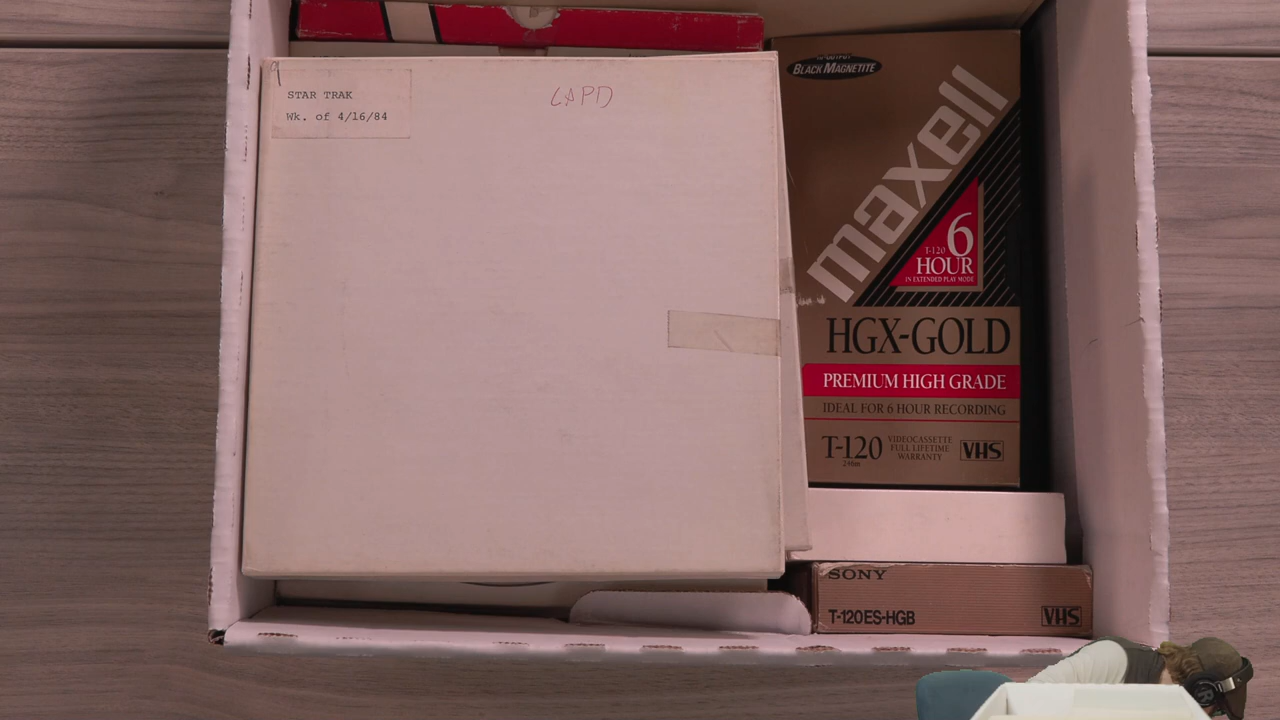 STAR TRAK
Wk. of 4/16/84
LAPD
BLACK MAGNETITE
maxell
T-120 6
HOUR
IN EXTENDED PLAY MODE
HGX-GOLD
PREMIUM HIGH GRADE
IDEAL FOR 6 HOUR RECORDING
T-120
VIDEOCASSETTE
FULL LIFETIME
WARRANTY
VHS
SONY
T-120ES-HGB
VHS